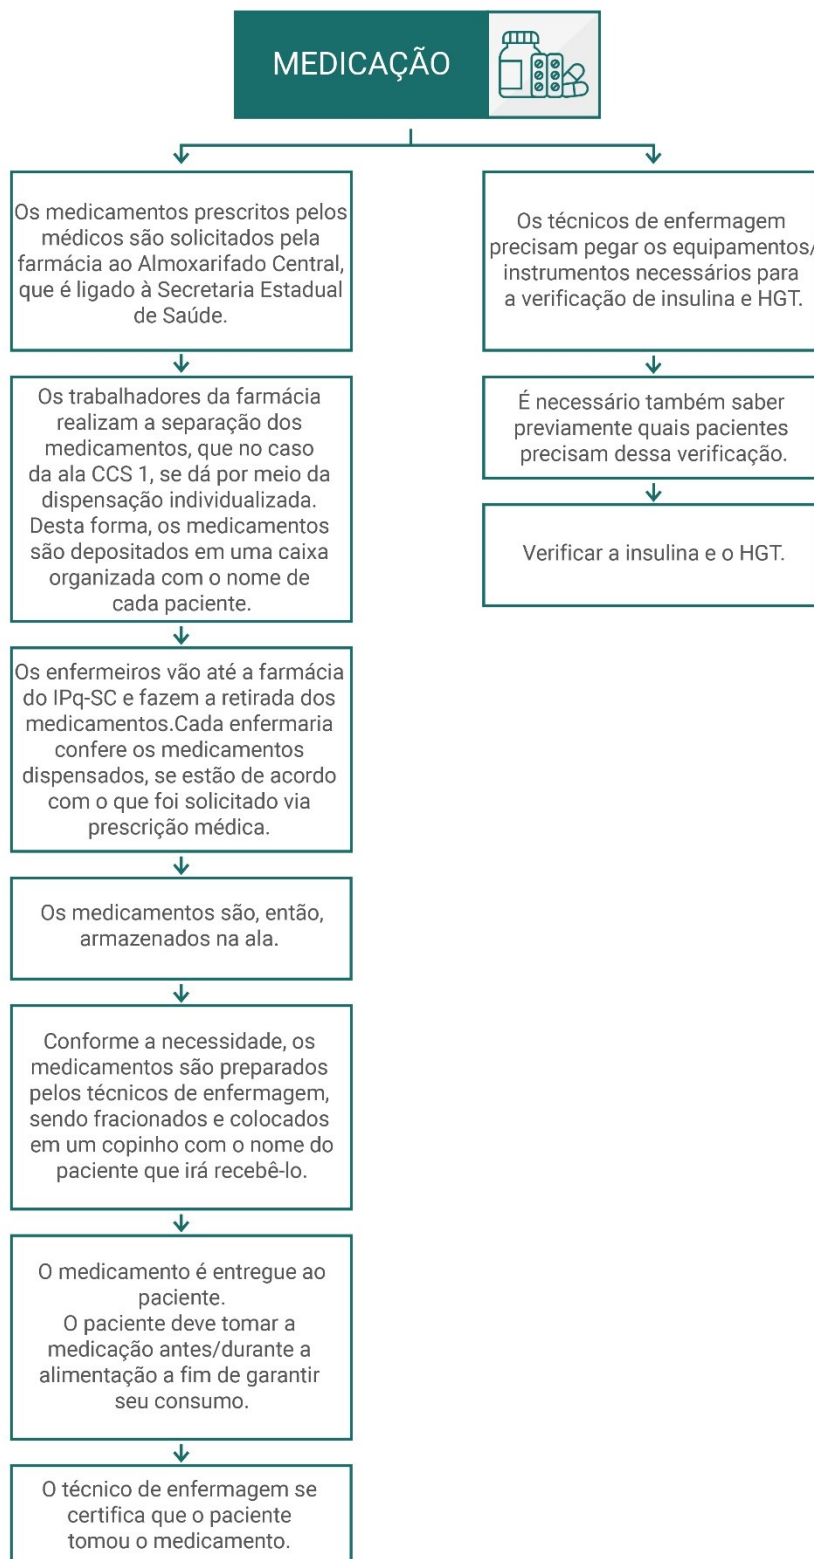 MEDICAÇÃO
Os medicamentos prescritos pelos
médicos são solicitados pela
farmácia ao Almoxarifado Central,
que é ligado à Secretaria Estadual
de Saúde.
Os trabalhadores da farmácia
realizam a separação dos
medicamentos, que no caso
da ala CCS 1, se dá por meio da
dispensação individualizada.
Desta forma, os medicamentos
são depositados em uma caixa
organizada com o nome de
cada paciente.
Os enfermeiros vão até a farmácia
do IPq-SC e fazem a retirada dos
medicamentos.Cada enfermaria
confere os medicamentos
dispensados, se estão de acordo
com o que foi solicitado via
prescrição médica.
Os medicamentos são, então,
armazenados na ala.
Conforme a necessidade, os
medicamentos são preparados
pelos técnicos de enfermagem,
sendo fracionados e colocados
em um copinho com o nome do
paciente que irá recebê-lo.
O medicamento é entregue ao
paciente.
O paciente deve tomar a
medicação antes/durante a
alimentação a fim de garantir
seu consumo.
O técnico de enfermagem se
certifica que o paciente
tomou o medicamento.
Os técnicos de enfermagem
precisam pegar os equipamentos/
instrumentos necessários para
a verificação de insulina e HGT.
É necessário também saber
previamente quais pacientes
precisam dessa verificação.
Verificar a insulina e o HGT.